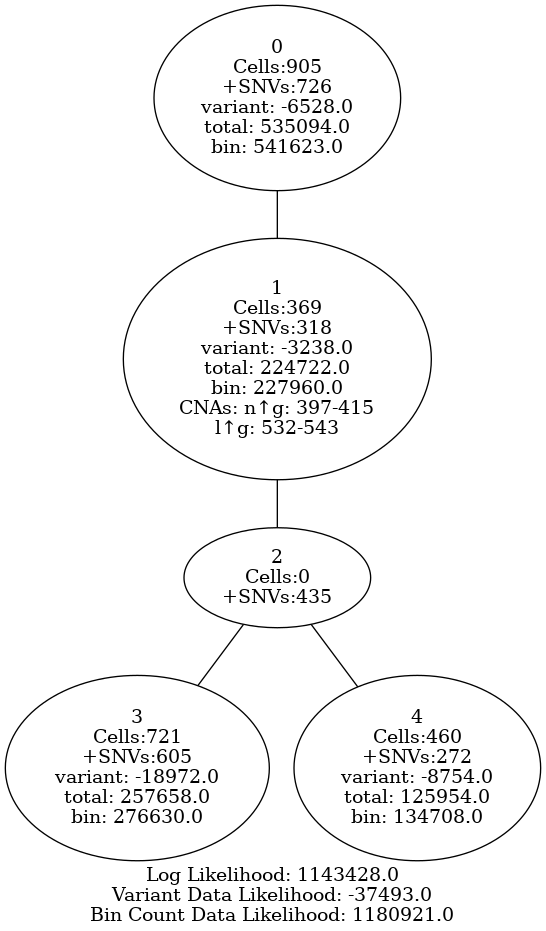 0
Cells:905
+SNVs:726
variant: -6528.0
total: 535094.0
bin: 541623.0
1
Cells:369
+SNVs:318
variant: -3238.0
total: 224722.0
bin: 227960.0
CNAs: n↑g: 397-415
l↑g: 532-543
2
Cells:0
+SNVs:435
3
Cells:721
+SNVs:605
variant: -18972.0
total: 257658.0
bin: 276630.0
4
Cells:460
+SNVs:272
variant: -8754.0
total: 125954.0
bin: 134708.0
Log Likelihood: 1143428.0
Variant Data Likelihood: -37493.0
Bin Count Data Likelihood: 1180921.0